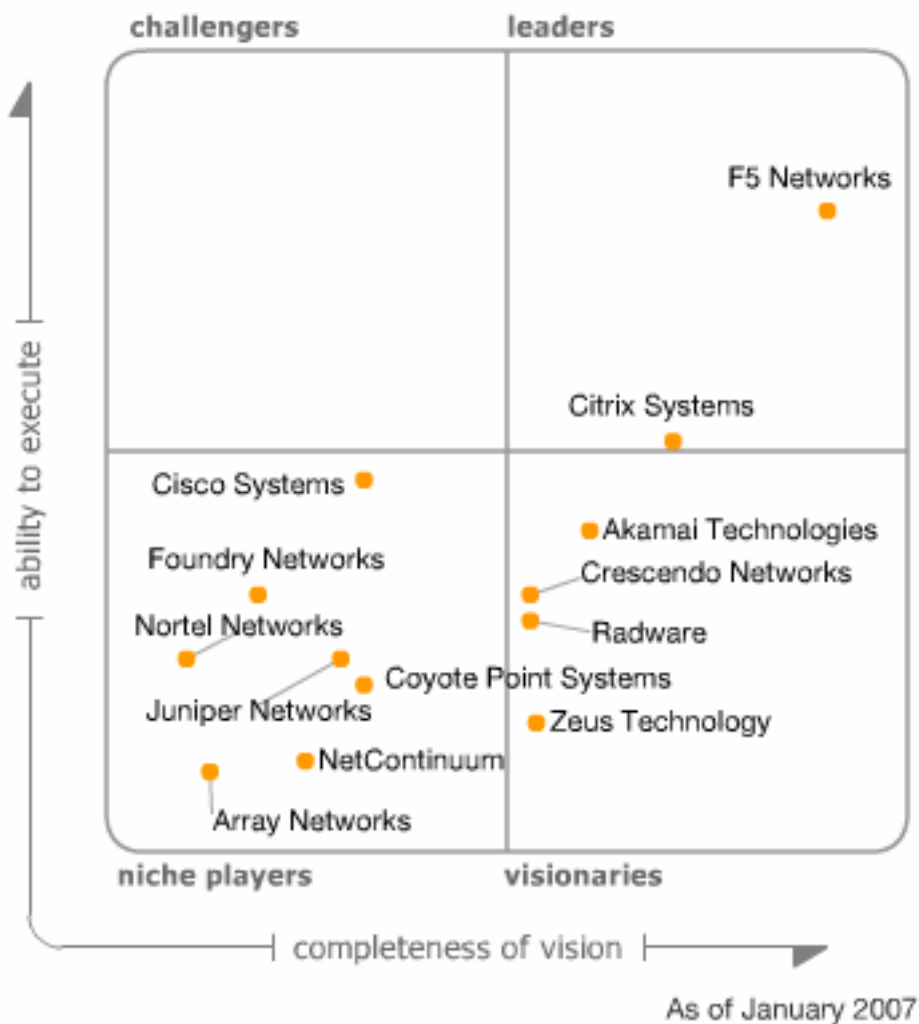 challengers
leaders
F5 Networks
Citrix Systems
Cisco Systems
Akamai Technologies
Foundry Networks
Crescendo Networks
Nortel Networks
Radware
Coyote Point Systems
Juniper Networks
Zeus Technology
NetContinuum
Array Networks
niche players
visionaries
ability to execute
completeness of vision
As of January 2007